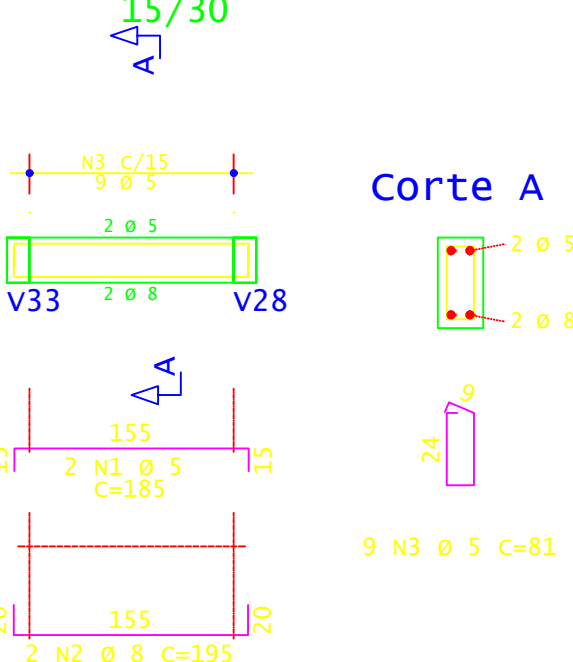 15/30
A
N3 C/15
9 Ø 5
Corte A
2 Ø 5
2 Ø 5
2 Ø 8
V33
V28
2 Ø 8
A
9
155
24
15
2 N1 Ø 5
15
C=185
9 N3 Ø 5 C=81
20
155
20
2 N2 Ø 8 C=195